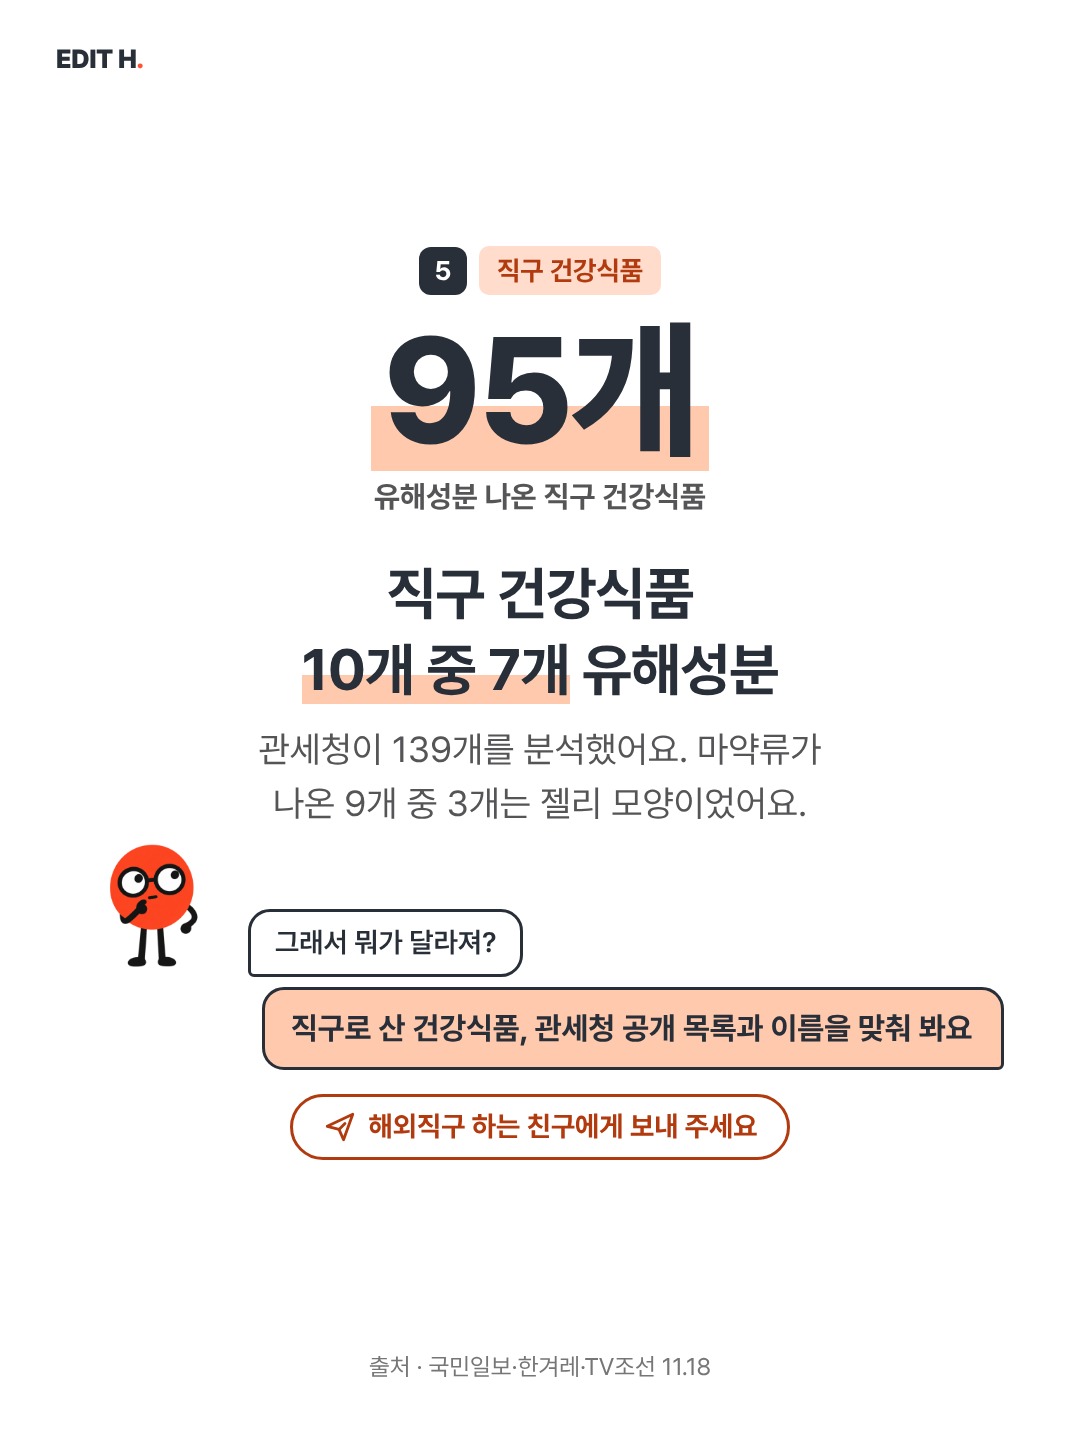 EDIT H.
5 직구 건강식품
95개
유해성분 나온 직구 건강식품
직구 건강식품
10개 중 7개 유해성분
관세청이 139개를 분석했어요. 마약류가
나온 9개 중 3개는 젤리 모양이었어요.
그래서 뭐가 달라져?
직구로 산 건강식품, 관세청 공개 목록과 이름을 맞춰 봐요
해외직구 하는 친구에게 보내 주세요
출처 · 국민일보·한겨레·TV조선 11.18